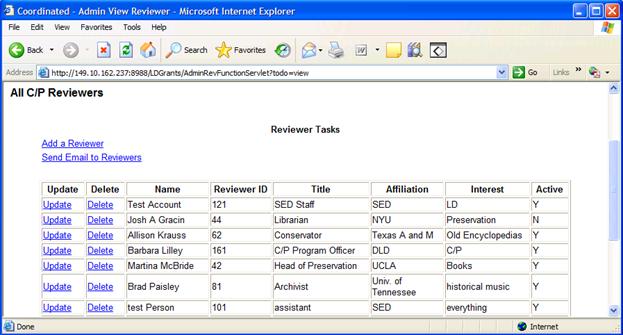 Coordinated - Admin View Reviewer - Microsoft Internet Explorer
File Edit View Favorites Tools Help
Back Search Favorites
Address http://149.10.162.237:8988/LDGrants/AdminRevFunctionServlet?todo=view Go Links »
All C/P Reviewers
Reviewer Tasks
Add a Reviewer
Send Email to Reviewers
Update Delete Name Reviewer ID Title Affiliation Interest Active
Update Delete Test Account 121 SED Staff SED LD Y
Update Delete Josh A Gracin 44 Librarian NYU Preservation N
Update Delete Allison Krauss 62 Conservator Texas A and M Old Encyclopedias Y
Update Delete Barbara Lilley 161 C/P Program Officer DLD C/P Y
Update Delete Martina McBride 42 Head of Preservation UCLA Books Y
Update Delete Brad Paisley 81 Archivist Univ. of Tennessee historical music Y
Update Delete test Person 101 assistant SED everything Y
Done Internet